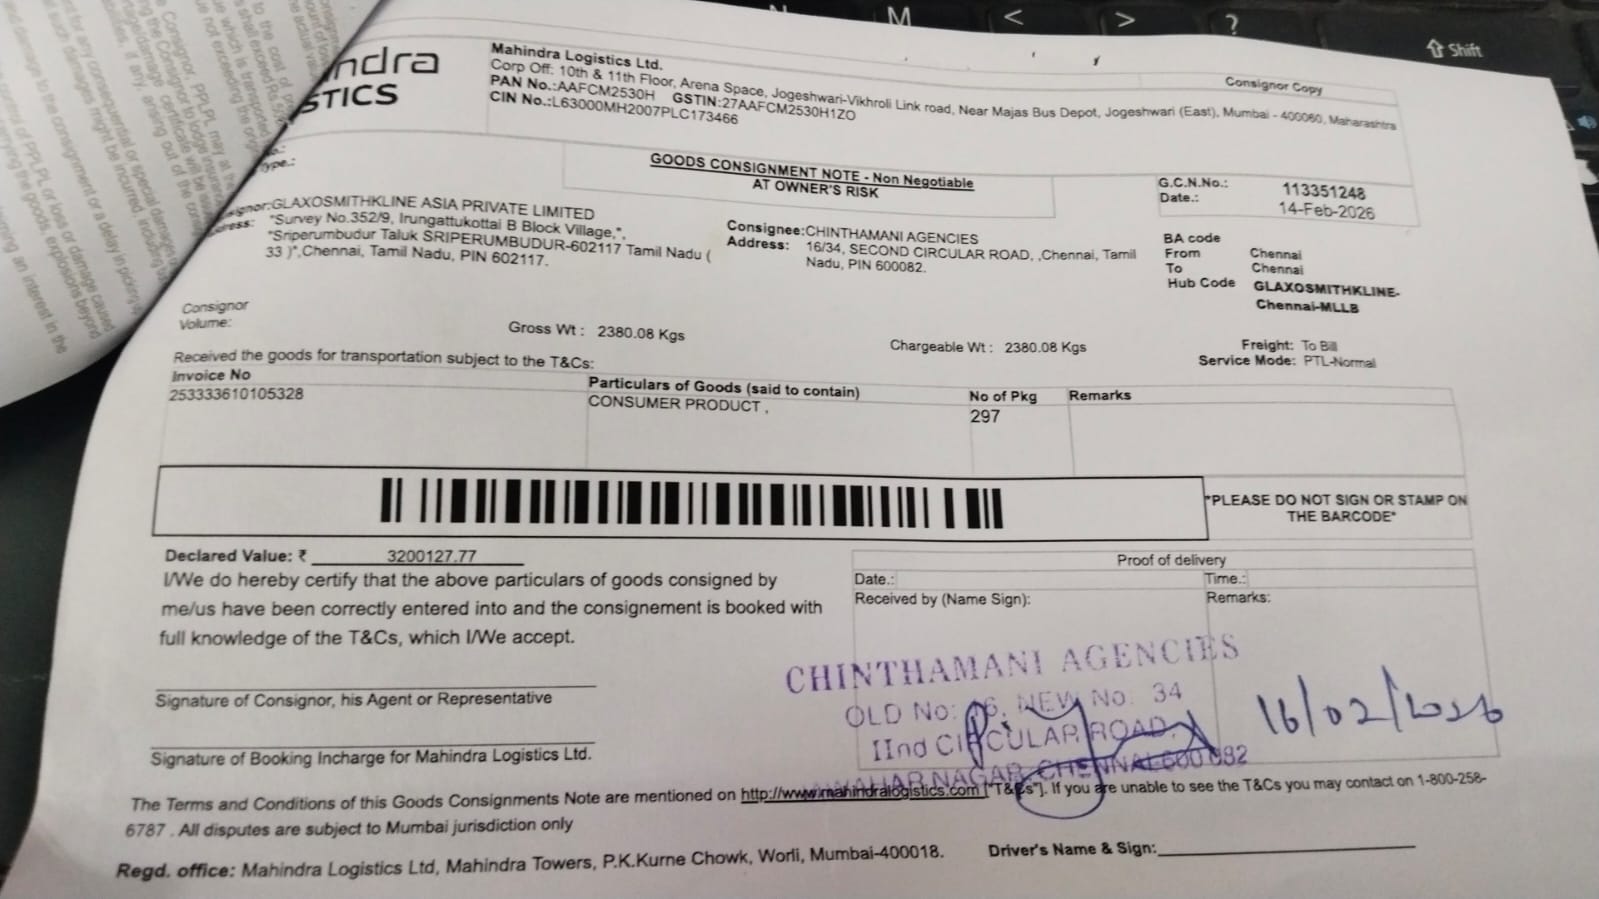 Shift
Consignor Copy
Mahindra Logistics Ltd.
Corp Off: 10th & 11th Floor, Arena Space, Jogeshwari-Vikhroli Link road, Near Majas Bus Depot, Jogeshwari (East), Mumbai - 400060, Maharashtra
PAN No.:AAFCM2530H GSTIN:27AAFCM2530H1ZO
CIN No.:L63000MH2007PLC173466
GOODS CONSIGNMENT NOTE - Non Negotiable
AT OWNER'S RISK
G.C.N.No.: 113351248
Date.: 14-Feb-2026
GLAXOSMITHKLINE ASIA PRIVATE LIMITED
"Survey No.352/9, Irungattukottai B Block Village,",
"Sriperumbudur Taluk SRIPERUMBUDUR-602117 Tamil Nadu (
33 )",Chennai, Tamil Nadu, PIN 602117.
Consignee:CHINTHAMANI AGENCIES
Address: 16/34, SECOND CIRCULAR ROAD, ,Chennai, Tamil
Nadu, PIN 600082.
BA code
From Chennai
To Chennai
Hub Code GLAXOSMITHKLINE-
Chennai-MLLB
Consignor
Volume:
Gross Wt : 2380.08 Kgs
Chargeable Wt : 2380.08 Kgs
Freight: To Bill
Service Mode: PTL-Normal
Received the goods for transportation subject to the T&Cs:
Invoice No Particulars of Goods (said to contain) No of Pkg Remarks
253333610105328 CONSUMER PRODUCT , 297
*PLEASE DO NOT SIGN OR STAMP ON
THE BARCODE*
Declared Value: ₹ 3200127.77
I/We do hereby certify that the above particulars of goods consigned by
me/us have been correctly entered into and the consignement is booked with
full knowledge of the T&Cs, which I/We accept.
Proof of delivery
Date.: Time.:
Received by (Name Sign): Remarks:
CHINTHAMANI AGENCIES
OLD No: 16, NEW No: 34
IInd CIRCULAR ROAD,
CHENNAI-600 082
16/02/2026
Signature of Consignor, his Agent or Representative
Signature of Booking Incharge for Mahindra Logistics Ltd.
The Terms and Conditions of this Goods Consignments Note are mentioned on http://www.mahindralogistics.com ["T&Cs"]. If you are unable to see the T&Cs you may contact on 1-800-258-
6787 . All disputes are subject to Mumbai jurisdiction only
Regd. office: Mahindra Logistics Ltd, Mahindra Towers, P.K.Kurne Chowk, Worli, Mumbai-400018.
Driver's Name & Sign: